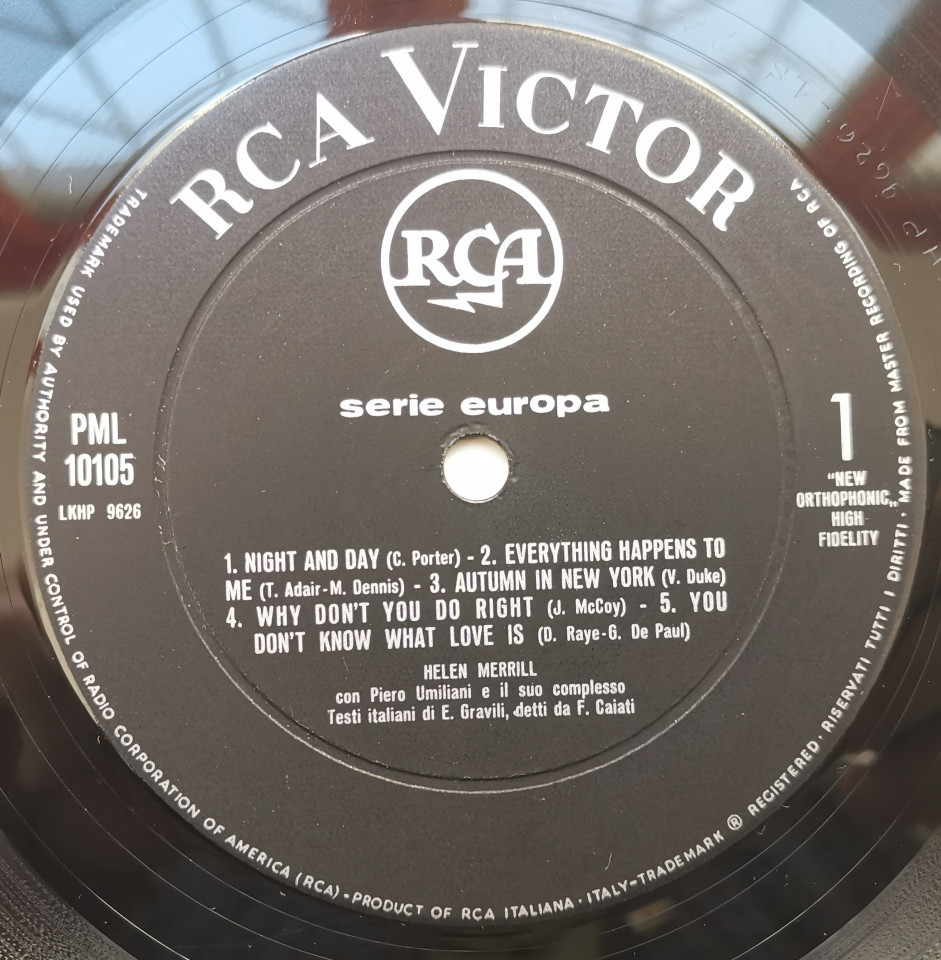 RCA VICTOR
RCA
serie europa
PML
10105
LKHP 9626
1
"NEW
ORTHOPHONIC„
HIGH
FIDELITY
1. NIGHT AND DAY (C. Porter) - 2. EVERYTHING HAPPENS TO
ME (T. Adair-M. Dennis) - 3. AUTUMN IN NEW YORK (V. Duke)
4. WHY DON'T YOU DO RIGHT (J. McCoy) - 5. YOU
DON'T KNOW WHAT LOVE IS (D. Raye-G. De Paul)
HELEN MERRILL
con Piero Umiliani e il suo complesso
Testi italiani di E. Gravili, detti da F. Caiati
TRADEMARK USED BY AUTHORITY AND UNDER CONTROL OF RADIO CORPORATION OF AMERICA (RCA) - PRODUCT OF RCA ITALIANA · ITALY-TRADEMARK ® REGISTERED · RISERVATI TUTTI I DIRITTI · MADE FROM MASTER RECORDING OF RCA